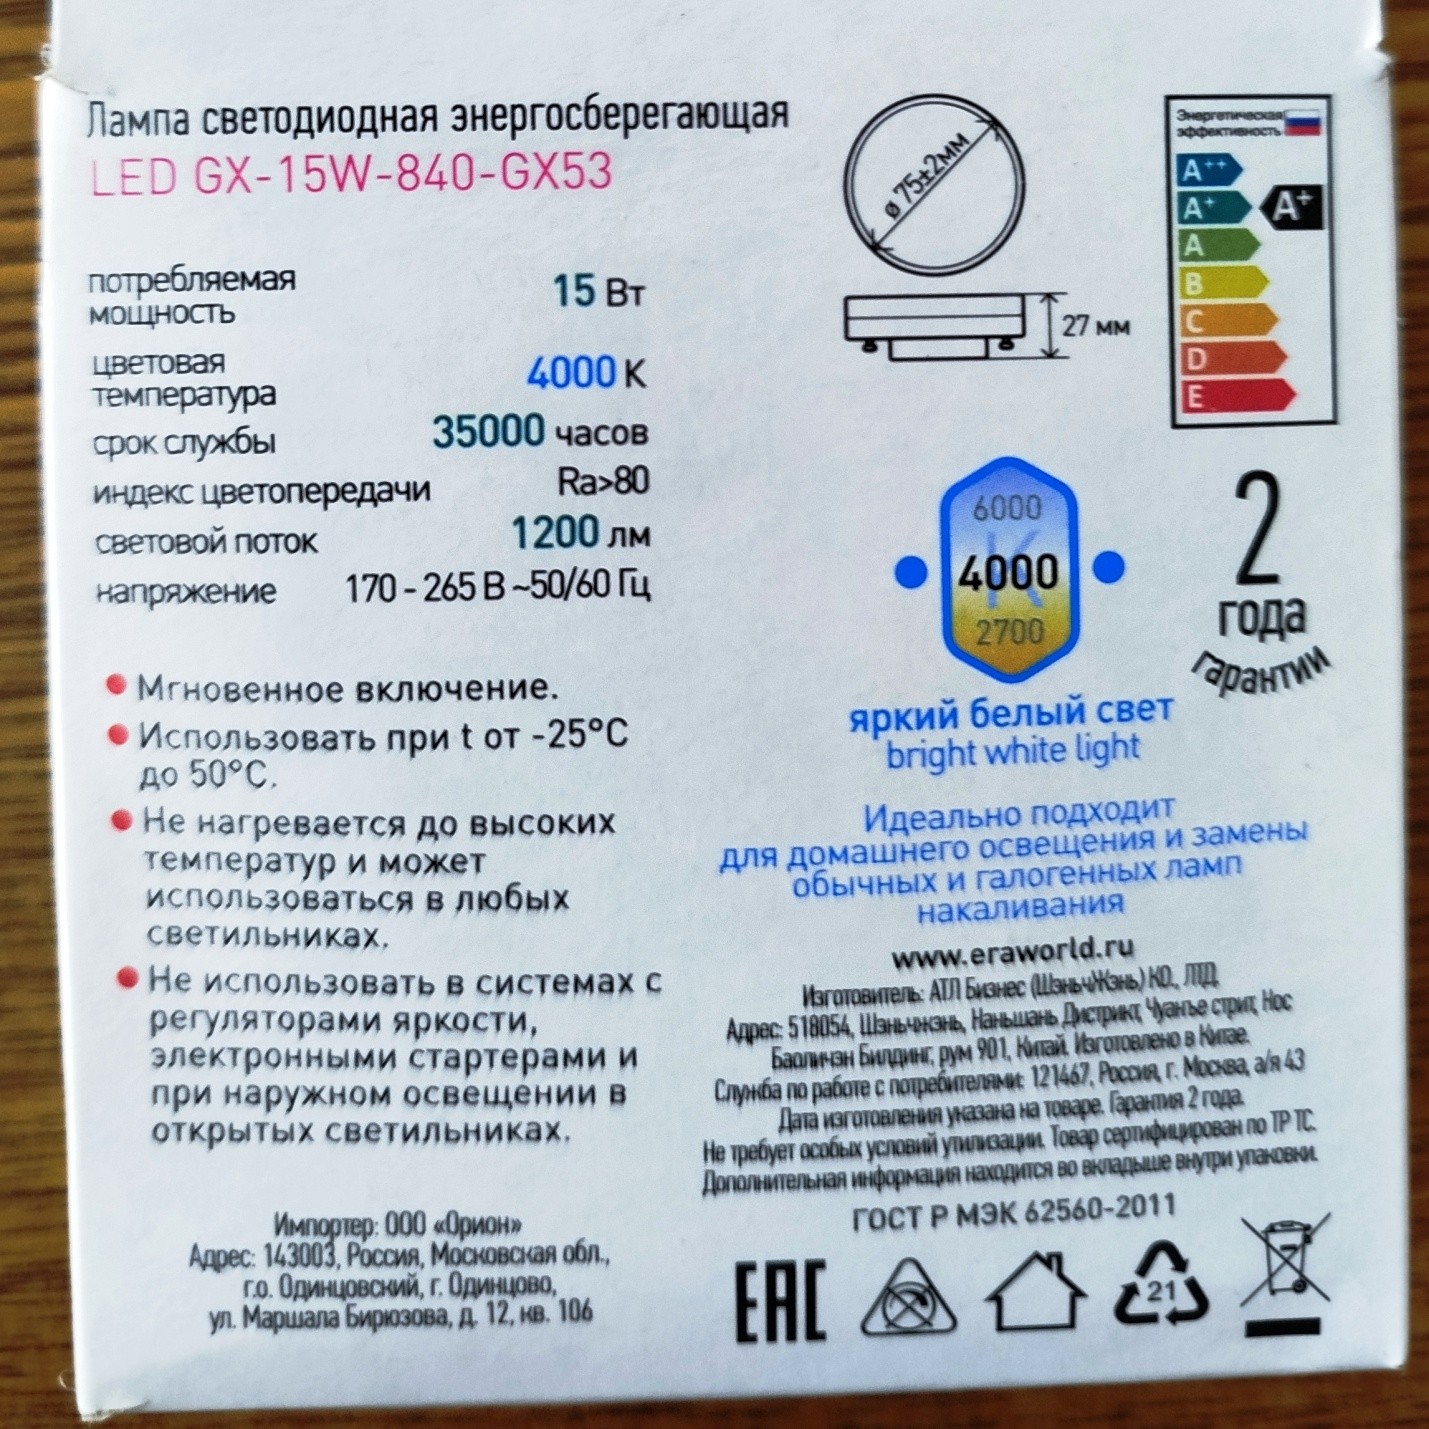 Лампа светодиодная энергосберегающая
LED GX-15W-840-GX53
потребляемая
мощность
15 Вт
цветовая
температура
4000 К
срок службы
35000 часов
индекс цветопередачи
Ra>80
световой поток
1200 лм
напряжение
170 - 265 В ~50/60 Гц
• Мгновенное включение.
• Использовать при t от -25°С
до 50°С.
• Не нагревается до высоких
температур и может
использоваться в любых
светильниках.
• Не использовать в системах с
регуляторами яркости,
электронными стартерами и
при наружном освещении в
открытых светильниках.
Импортер: ООО «Орион»
Адрес: 143003, Россия, Московская обл.,
г.о. Одинцовский, г. Одинцово,
ул. Маршала Бирюзова, д. 12, кв. 106
ø 75±2мм
27 мм
Энергетическая
эффективность
A++
A+
A+
A
B
C
D
E
6000
К
4000
2700
2
года
гарантии
яркий белый свет
bright white light
Идеально подходит
для домашнего освещения и замены
обычных и галогенных ламп
накаливания
www.eraworld.ru
Изготовитель: АТЛ Бизнес (ШэньчЖэнь) КО., ЛТД
Адрес: 518054, Шэньчжэнь, Наньшань Дистрикт, Чуанье стрит, Нос
Баоличэн Билдинг, рум 901, Китай. Изготовлено в Китае.
Служба по работе с потребителями: 121467, Россия, г. Москва, а/я 43
Дата изготовления указана на товаре. Гарантия 2 года.
Не требует особых условий утилизации. Товар сертифицирован по ТР ТС.
Дополнительная информация находится во вкладыше внутри упаковки.
ГОСТ Р МЭК 62560-2011
ЕАС
21